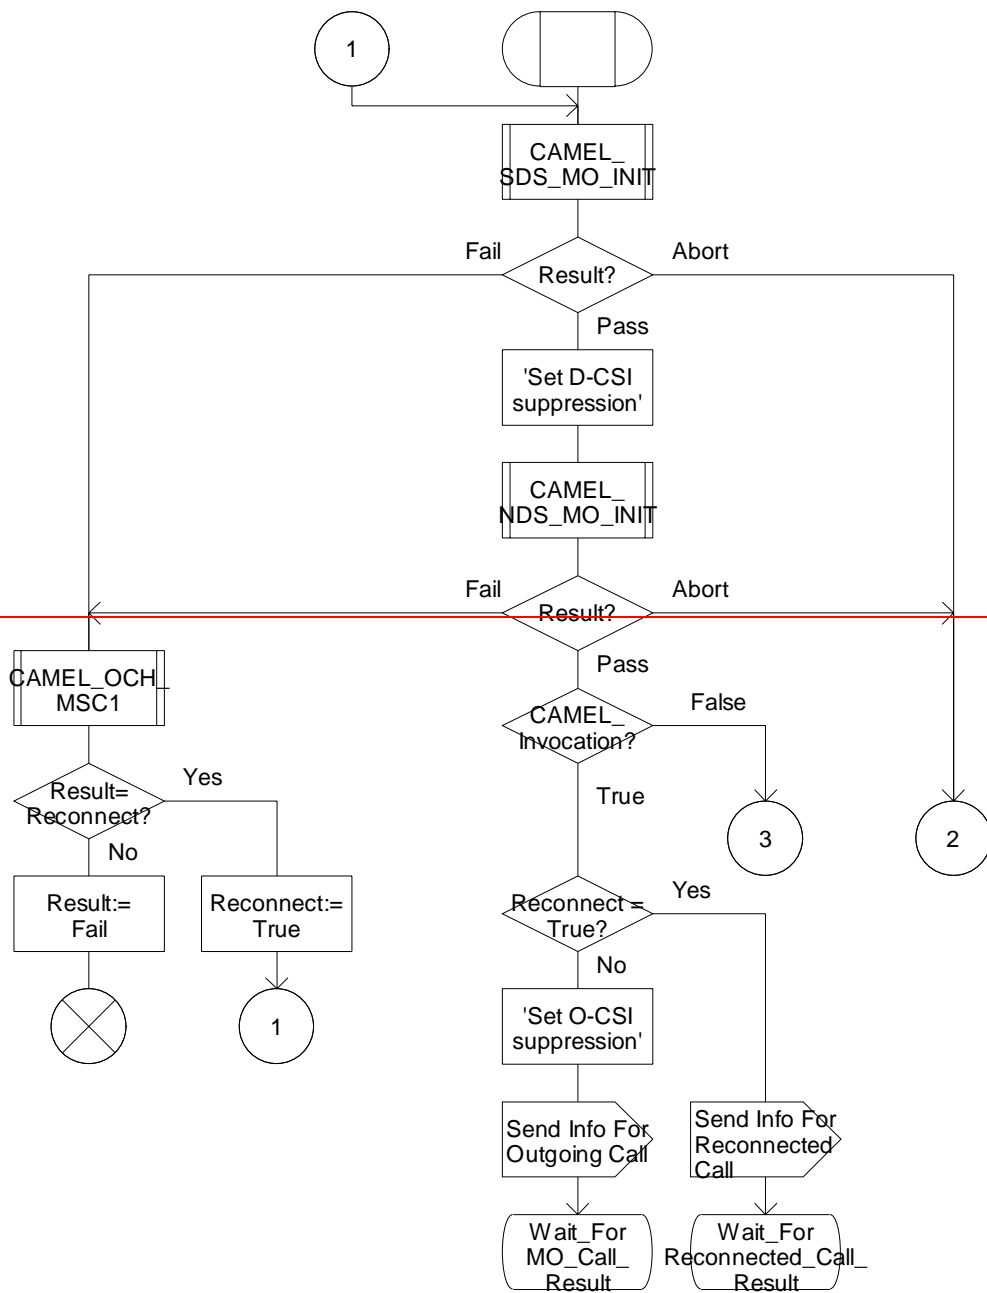 1
CAMEL_
SDS_MO_INIT
Fail
Abort
Result?
Pass
'Set D-CSI
suppression'
CAMEL_
NDS_MO_INIT
Fail
Abort
Result?
Pass
CAMEL_OCH_
MSC1
CAMEL_
Invocation?
False
Yes
Result=
Reconnect?
True
3
2
No
Result:=
Fail
Reconnect:=
True
Reconnect =
True?
Yes
No
1
'Set O-CSI
suppression'
Send Info For
Outgoing Call
Send Info For
Reconnected
Call
Wait_For
MO_Call_
Result
Wait_For
Reconnected_Call_
Result